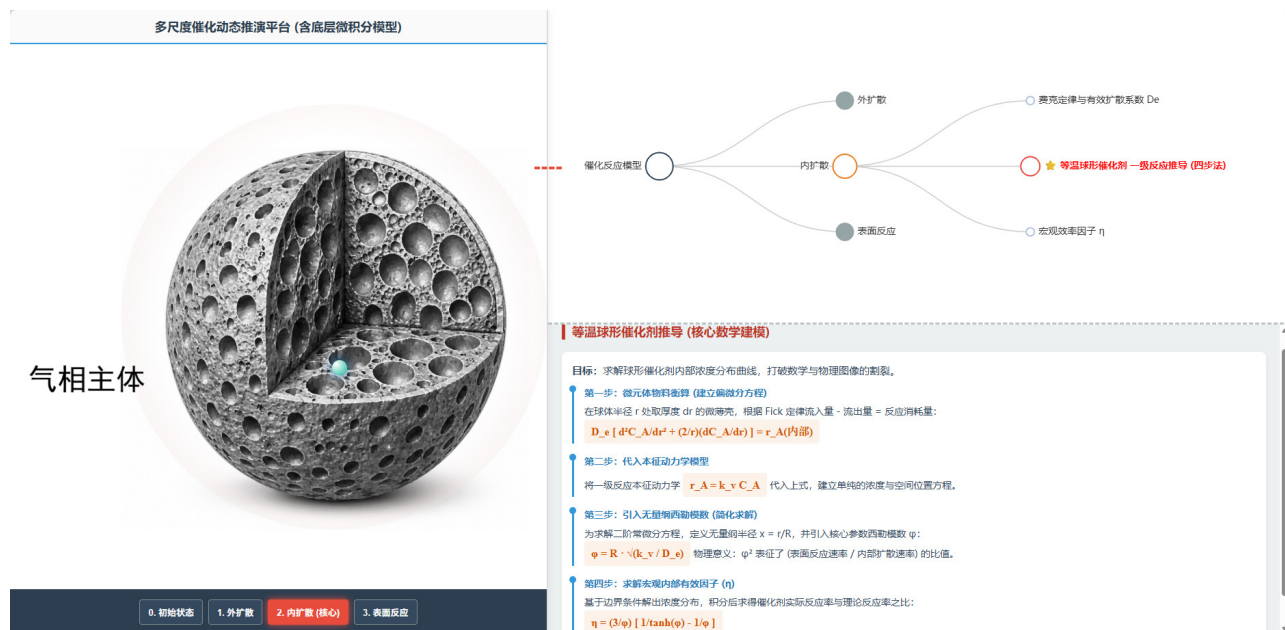 多尺度催化动态推演平台 (含底层微积分模型)
气相主体
0. 初始状态
1. 外扩散
2. 内扩散 (核心)
3. 表面反应
催化反应模型
外扩散
内扩散
表面反应
费克定律与有效扩散系数 De
⭐ 等温球形催化剂 一级反应推导 (四步法)
宏观效率因子 η
等温球形催化剂推导 (核心数学建模)
目标：求解球形催化剂内部浓度分布曲线，打破数学与物理图像的割裂。
第一步：微元体物料衡算 (建立偏微分方程)
在球体半径 r 处取厚度 dr 的微薄壳，根据 Fick 定律流入量 - 流出量 = 反应消耗量：
D_e [ d²C_A/dr² + (2/r)(dC_A/dr) ] = r_A(内部)
第二步：代入本征动力学模型
将一级反应本征动力学 r_A = k_v C_A 代入上式，建立单纯的浓度与空间位置方程。
第三步：引入无量纲西勒模数 (简化求解)
为求解二阶常微分方程，定义无量纲半径 x = r/R，并引入核心参数西勒模数 φ：
φ = R · √(k_v / D_e) 物理意义：φ² 表征了 (表面反应速率 / 内部扩散速率) 的比值。
第四步：求解宏观内部有效因子 (η)
基于边界条件解出浓度分布，积分后求得催化剂实际反应率与理论反应率之比：
η = (3/φ) [ 1/tanh(φ) - 1/φ ]